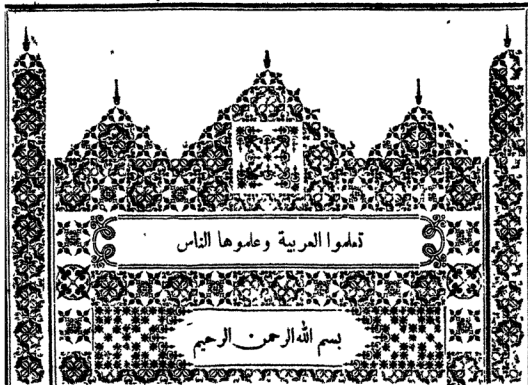 تعلموا العربية وعلموها الناس
بسم الله الرحمن الرحيم